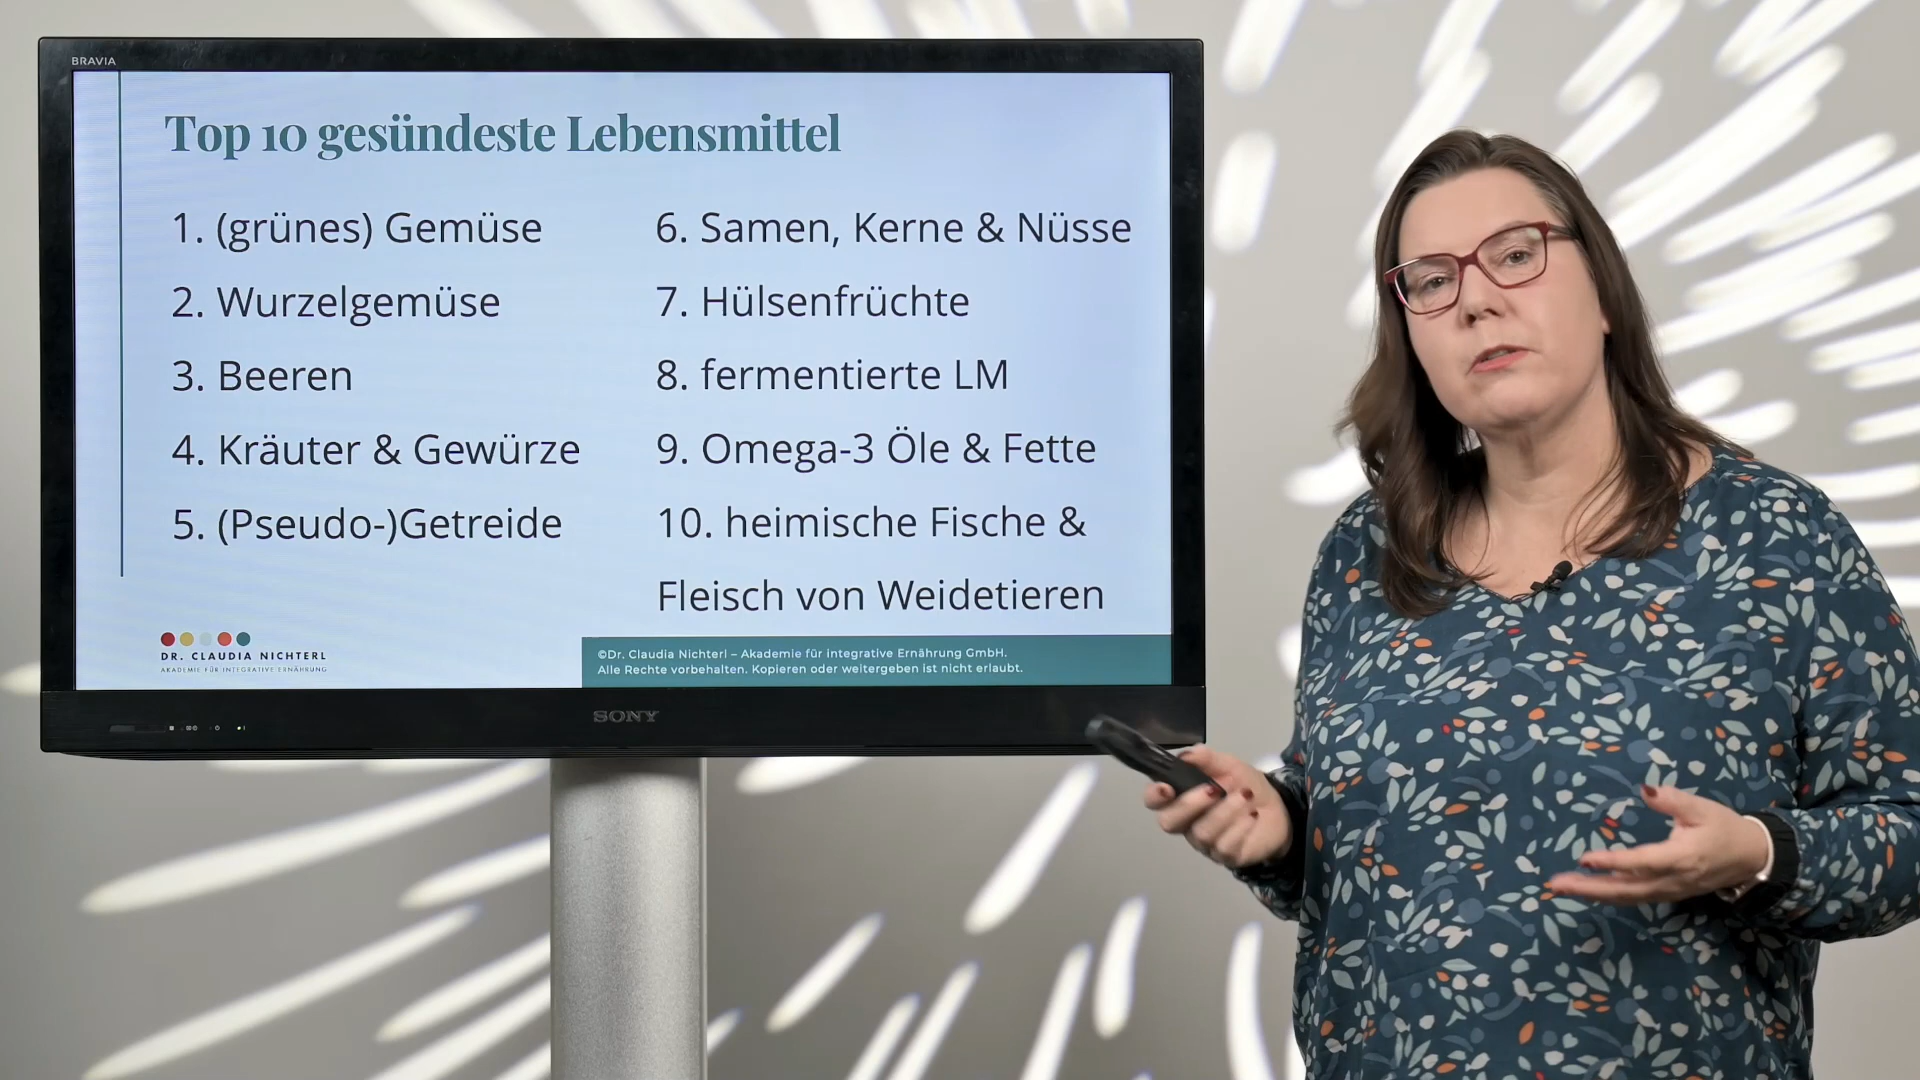 BRAVIA
Top 10 gesündeste Lebensmittel
1. (grünes) Gemüse
2. Wurzelgemüse
3. Beeren
4. Kräuter & Gewürze
5. (Pseudo-)Getreide
6. Samen, Kerne & Nüsse
7. Hülsenfrüchte
8. fermentierte LM
9. Omega-3 Öle & Fette
10. heimische Fische &
Fleisch von Weidetieren
DR. CLAUDIA NICHTERL
AKADEMIE FÜR INTEGRATIVE ERNÄHRUNG
©Dr. Claudia Nichterl – Akademie für integrative Ernährung GmbH.
Alle Rechte vorbehalten. Kopieren oder weitergeben ist nicht erlaubt.
SONY